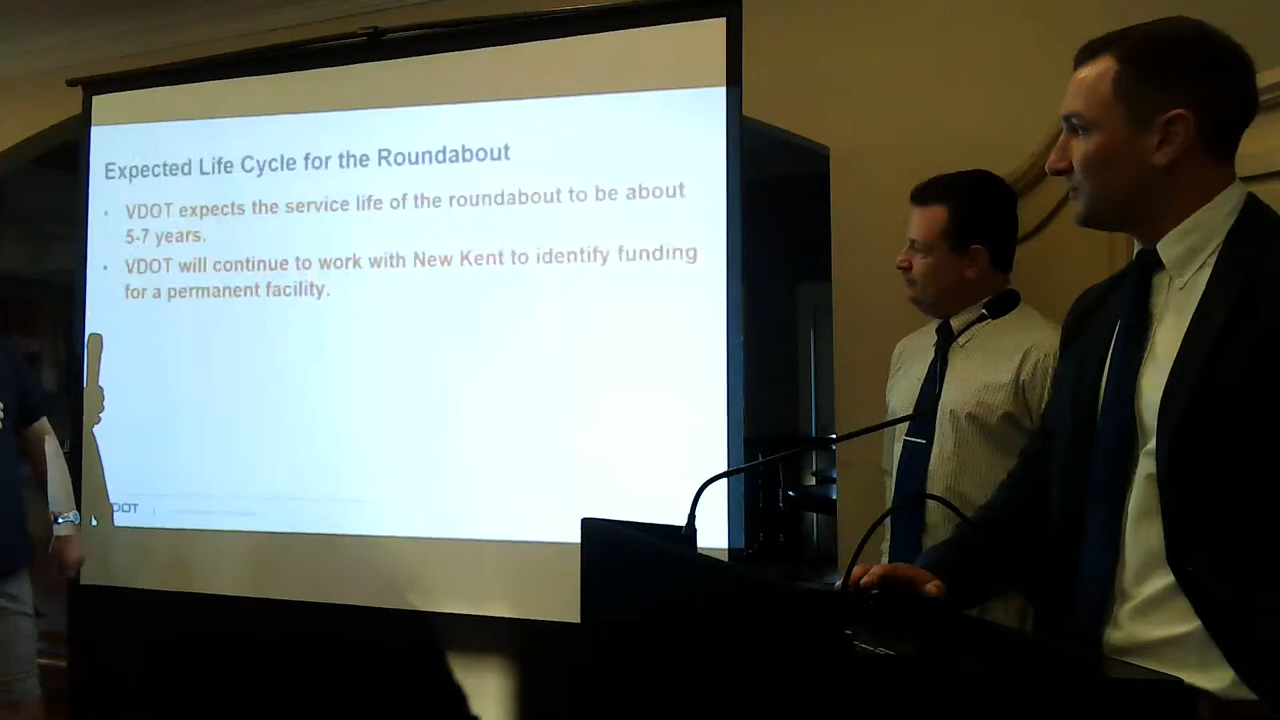 Expected Life Cycle for the Roundabout
• VDOT expects the service life of the roundabout to be about
5-7 years.
• VDOT will continue to work with New Kent to identify funding
for a permanent facility.
DOT